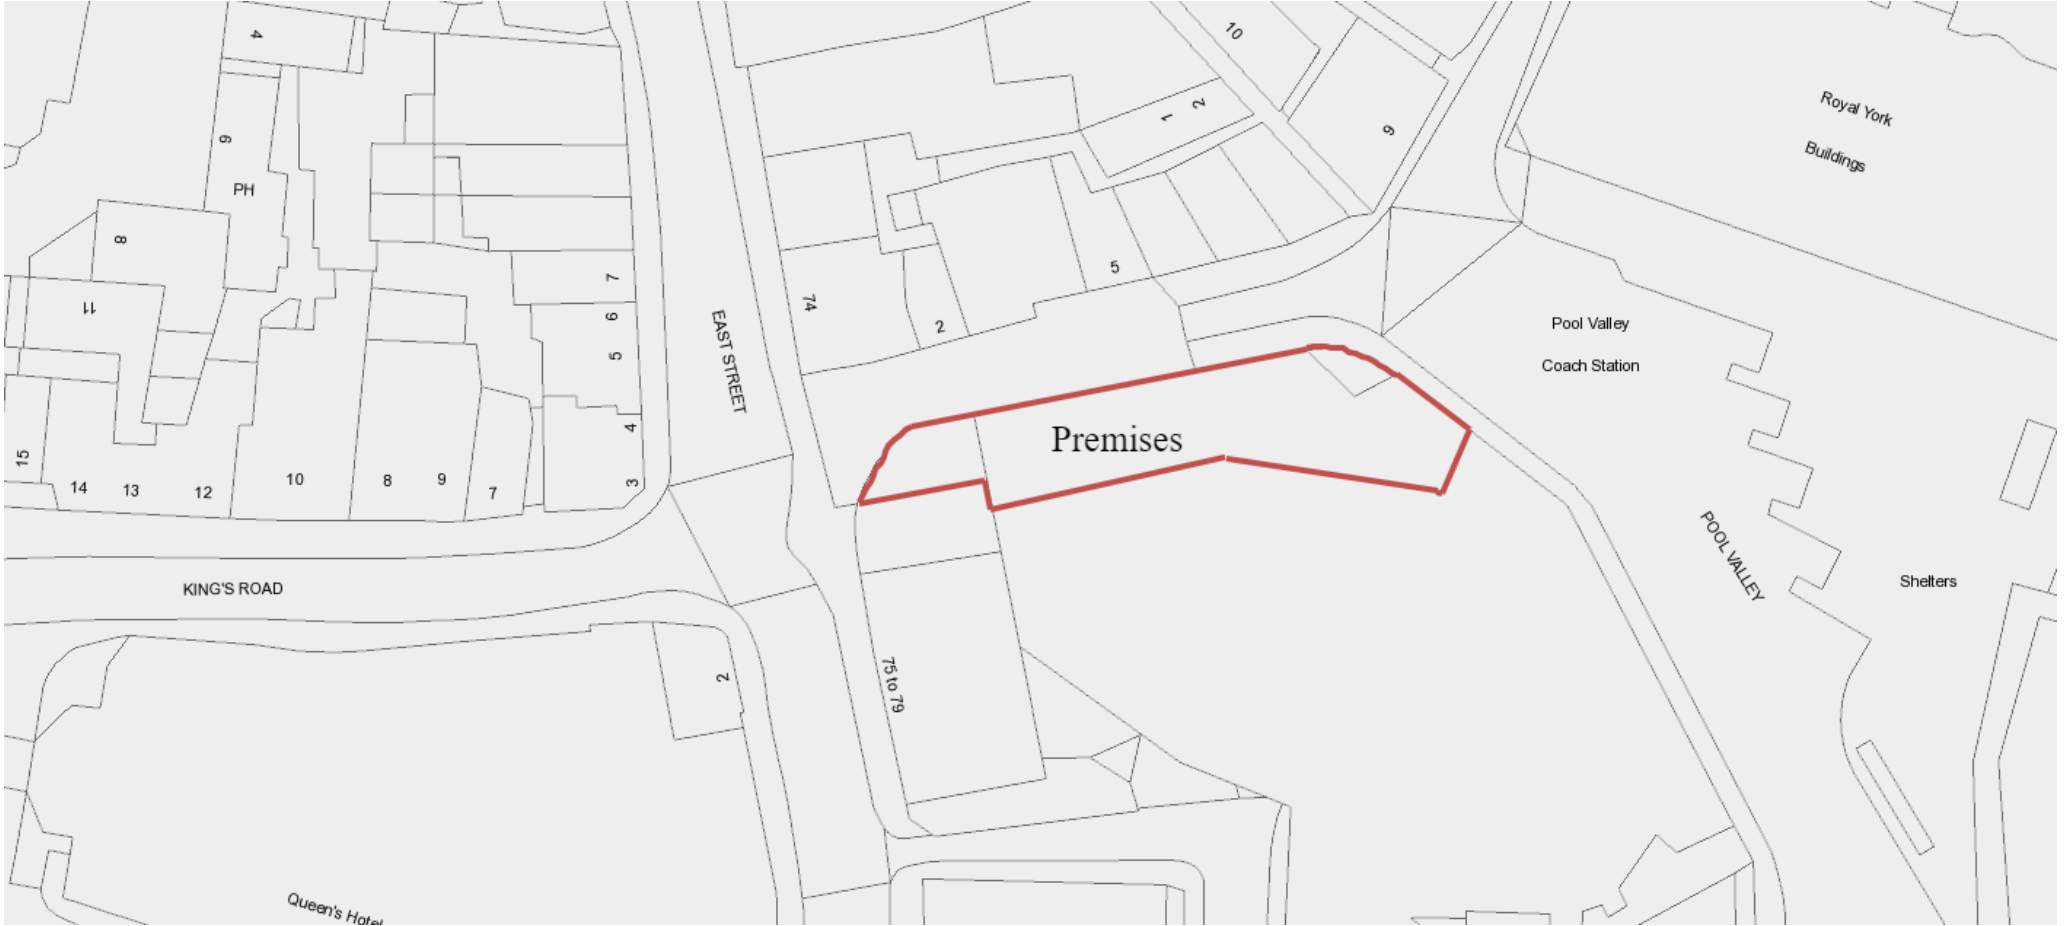 4
10
Royal York
Buildings
1 2
9
6
PH
8
11
7
74
5
6
2
EAST STREET
5
Pool Valley
Coach Station
4
Premises
3
15
14
13
12
10
8
9
7
POOL VALLEY
KING'S ROAD
Shelters
2
75 to 79
Queen's Hotel